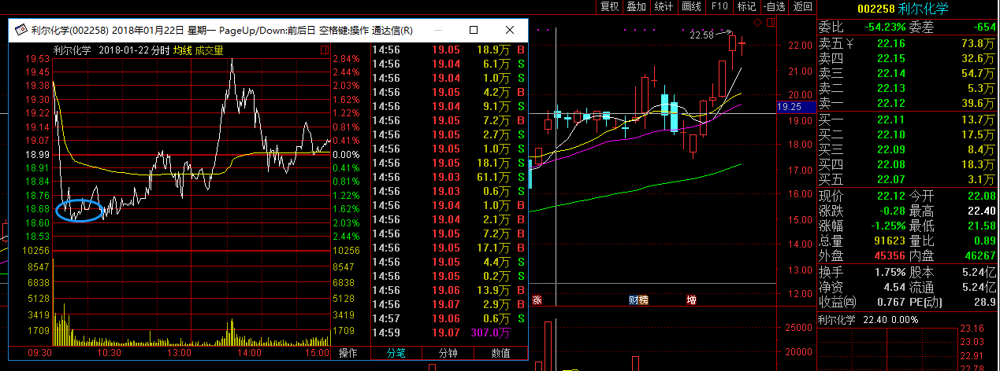 复权 叠加 统计 画线 F10 标记 -自选 返回
利尔化学(002258) 2018年01月22日 星期一 PageUp/Down:前后日 空格键:操作 通达信(R)
利尔化学 2018-01-22 分时 均线 成交量
19.53 2.84%
19.45 2.44%
19.38 2.03%
19.30 1.62%
19.22 1.22%
19.14 0.81%
19.07 0.41%
18.99 0.00%
18.91 0.41%
18.84 0.81%
18.76 1.22%
18.68 1.62%
18.60 2.03%
18.53 2.44%
10256 10256
8547 8547
6838 6838
5128 5128
3419 3419
1709 1709
09:30 10:30 13:00 14:00 15:00 操作
14:56 19.05 18.9万 B
14:56 19.04 6.1万 S
14:56 19.04 1.0万 S
14:56 19.05 4.2万 B
14:56 19.04 9.1万 S
14:56 19.05 7.2万 B
14:56 19.05 2.7万 S
14:56 19.05 1.0万 S
14:56 19.05 18.1万 S
14:56 19.03 61.1万 S
14:56 19.03 0.6万 S
14:56 19.04 1.0万 B
14:56 19.04 2.1万 B
14:56 19.05 7.2万 B
14:56 19.05 17.1万 B
14:56 19.05 4.4万 S
14:56 19.05 0.2万 S
14:56 19.06 13.9万 B
14:56 19.07 2.9万 B
14:57 19.06 0.6万 S
14:59 19.07 307.0万
分笔 分钟 数值
22.58
22.00
21.00
20.00
19.25
19.00
18.00
17.00
16.00
15.00
14.00
13.00
12.00
涨 财 榜 增
25000
20000
002258 利尔化学
委比 -54.23% 委差 -654
卖五 ¥ 22.16 73.8万
卖四 22.15 32.6万
卖三 22.14 54.7万
卖二 22.13 5.3万
卖一 22.12 39.6万
买一 22.11 13.7万
买二 22.10 17.5万
买三 22.09 8.4万
买四 22.08 18.3万
买五 22.07 3.1万
现价 22.12 今开 22.08
涨跌 -0.28 最高 22.40
涨幅 -1.25% 最低 21.58
总量 91623 量比 0.89
外盘 45356 内盘 46267
换手 1.75% 股本 5.24亿
净资 4.54 流通 5.24亿
收益㈣ 0.767 PE(动) 28.9
利尔化学 22.40 0.00%
23.16
23.03
22.91
22.78